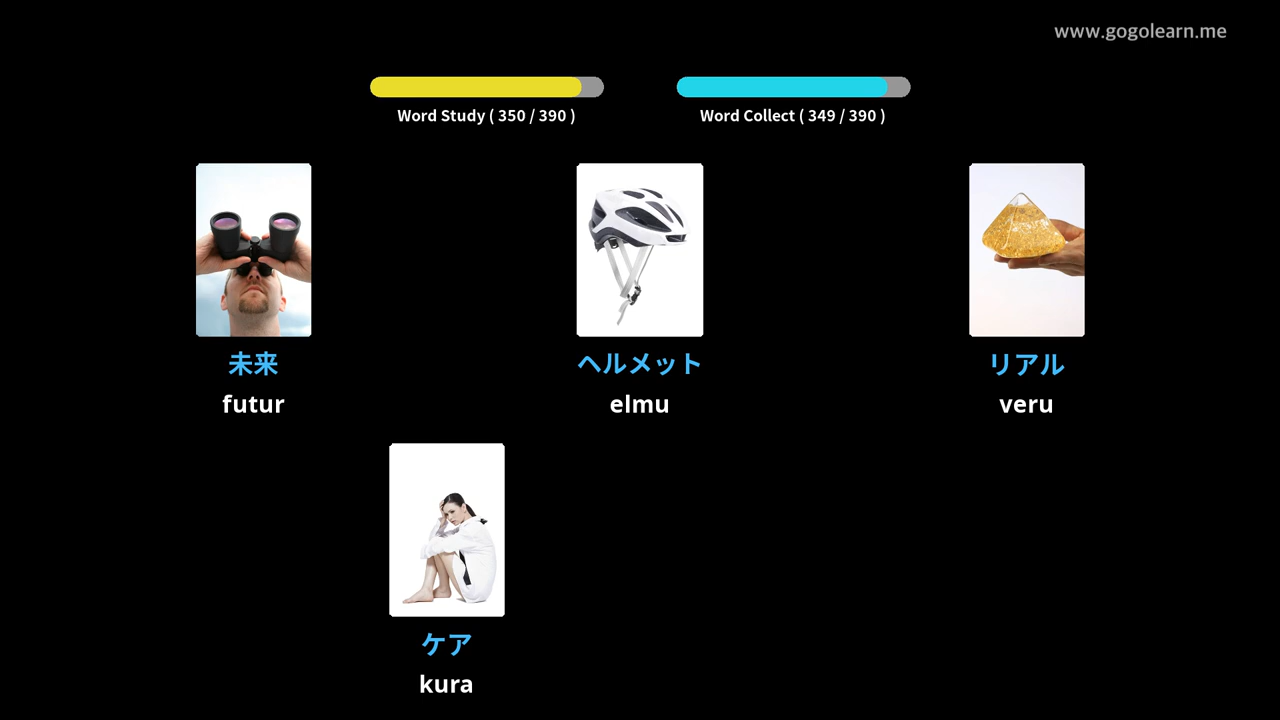 www.gogolearn.me
Word Study ( 350 / 390 )
Word Collect ( 349 / 390 )
未来
futur
ヘルメット
elmu
リアル
veru
ケア
kura